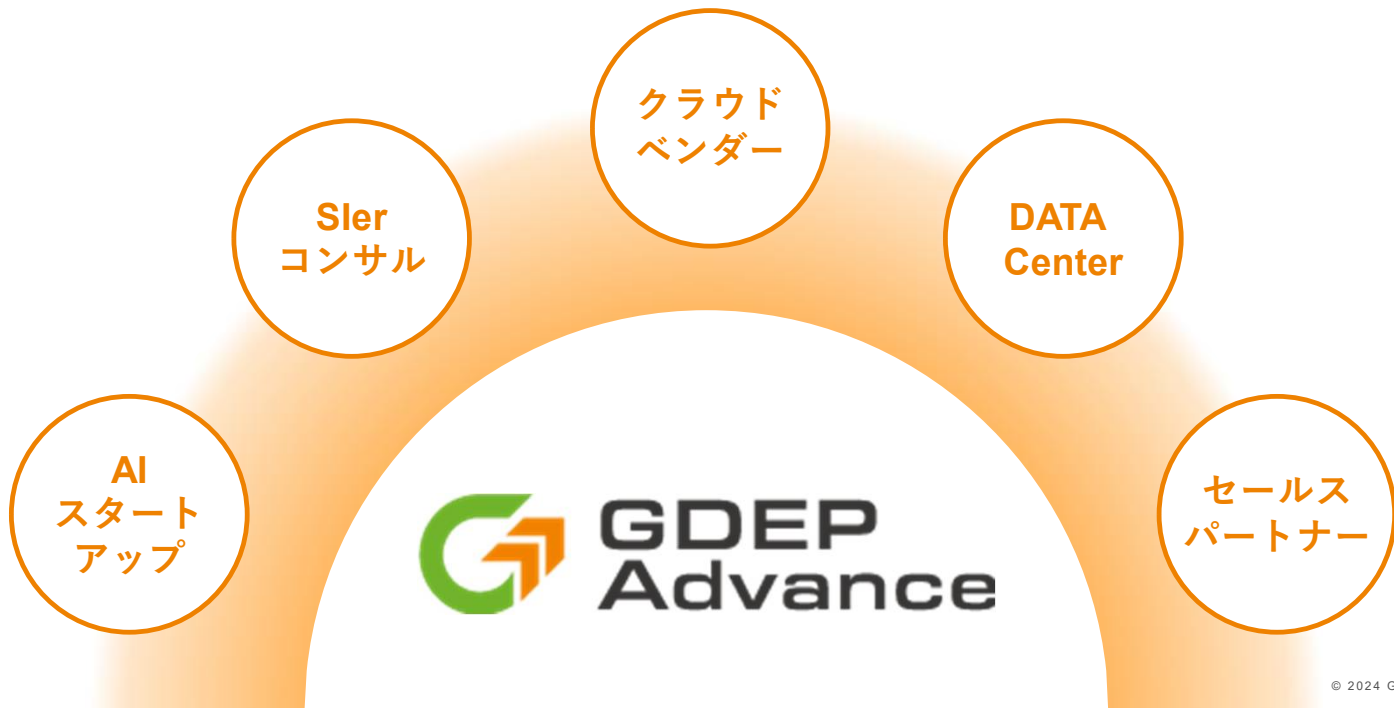 クラウド
ベンダー
SIer
コンサル
DATA
Center
AI
スタート
アップ
セールス
パートナー
GDEP
Advance
© 2024 G